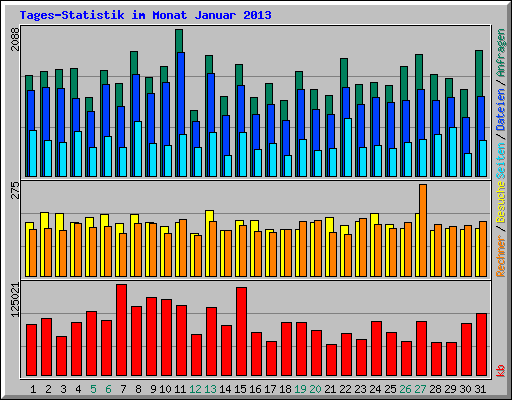 Tages-Statistik im Monat Januar 2013
2088
275
125021
Rechner / Besuche Seiten / Dateien / Anfragen
kb
1 2 3 4 5 6 7 8 9 10 11 12 13 14 15 16 17 18 19 20 21 22 23 24 25 26 27 28 29 30 31